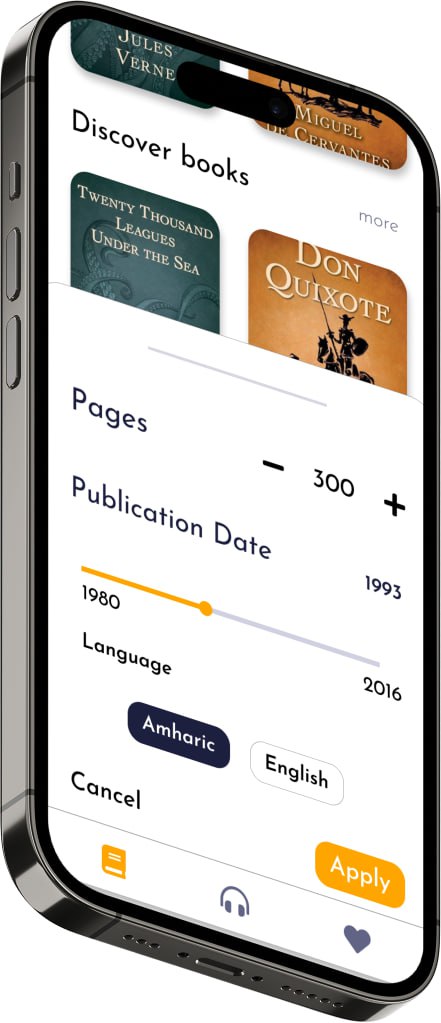 JULES
VERNE
MIGUEL
DE CERVANTES
Discover books
more
TWENTY THOUSAND
LEAGUES
UNDER THE SEA
DON
QUIXOTE
Pages
− 300 +
Publication Date
1993
1980
2016
Language
Amharic
English
Cancel
Apply